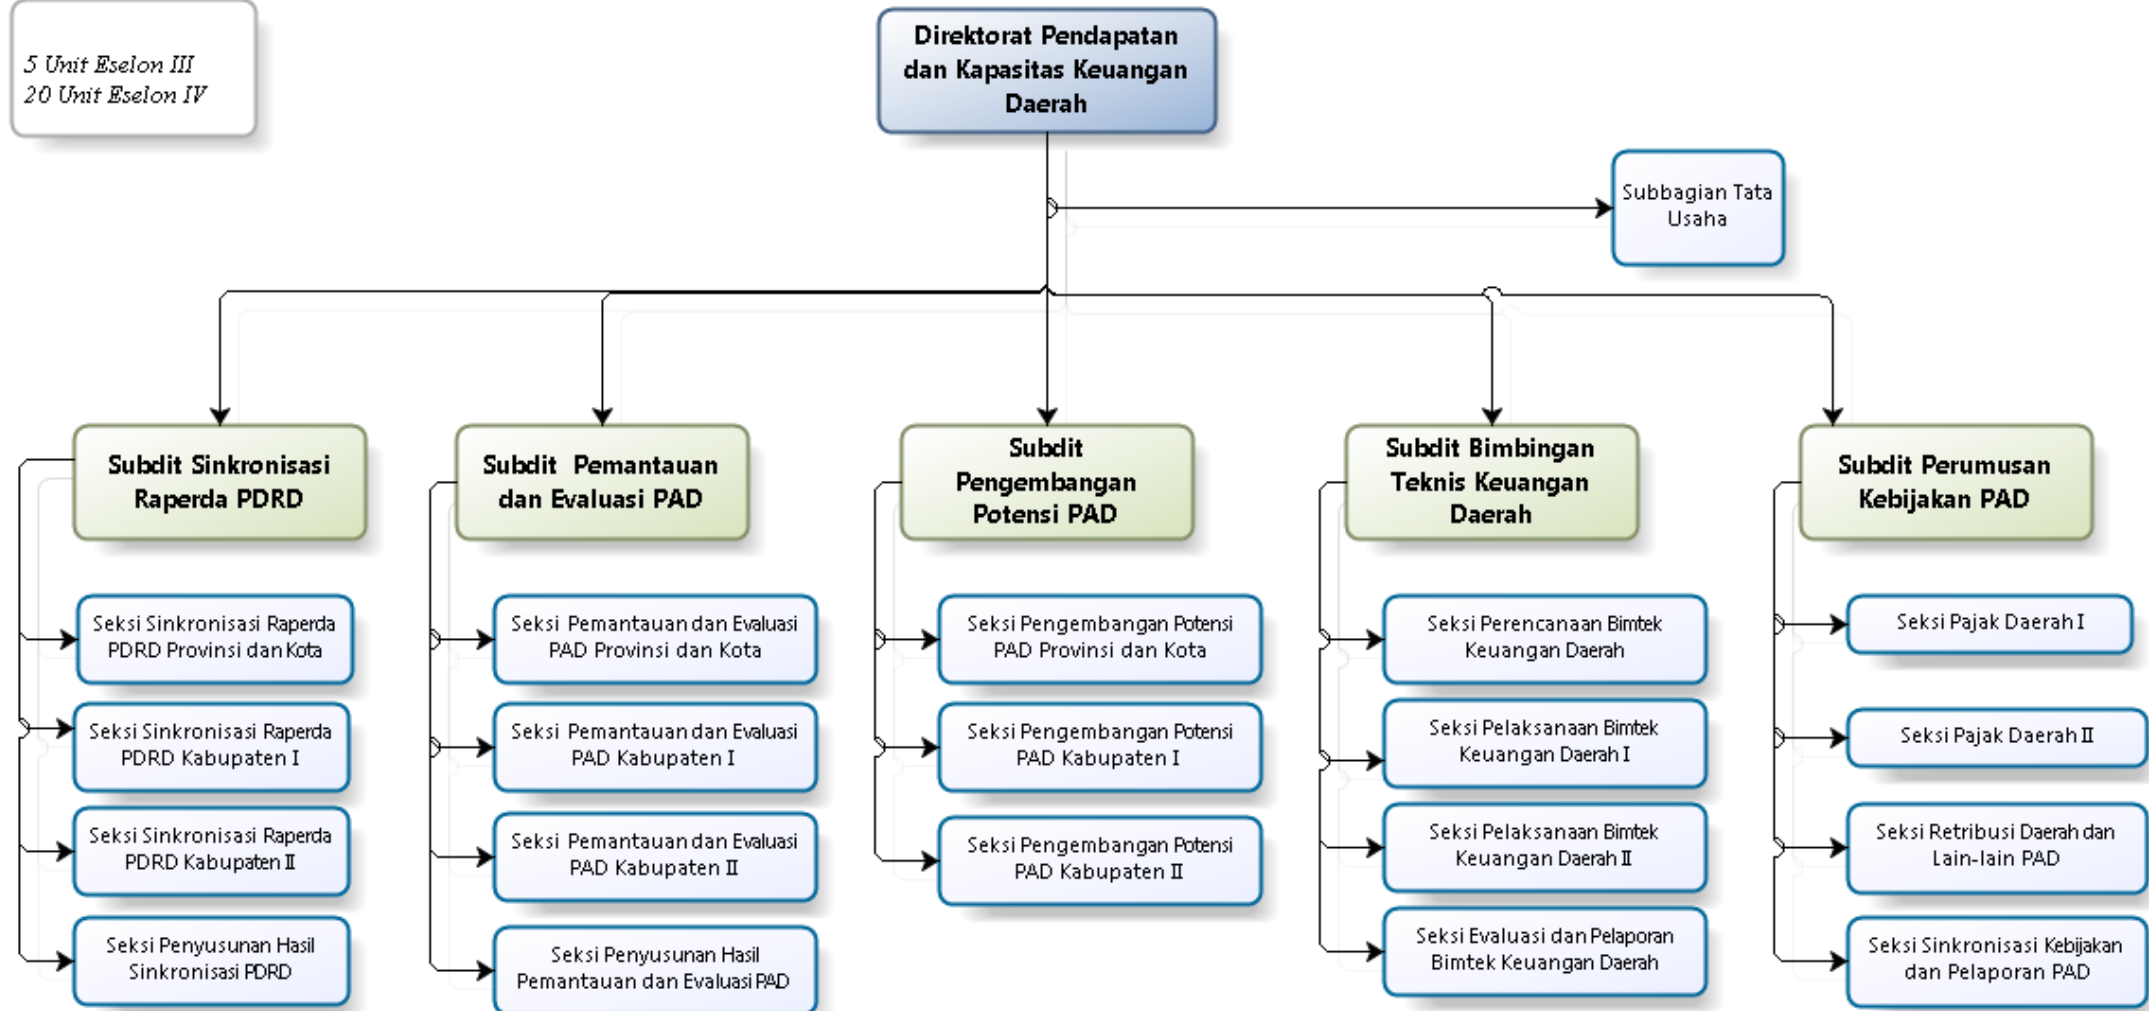 5 Unit Eselon III
20 Unit Eselon IV
Direktorat Pendapatan
dan Kapasitas Keuangan
Daerah
Subbagian Tata
Usaha
Subdit Sinkronisasi
Raperda PDRD
Seksi Sinkronisasi Raperda
PDRD Provinsi dan Kota
Seksi Sinkronisasi Raperda
PDRD Kabupaten I
Seksi Sinkronisasi Raperda
PDRD Kabupaten II
Seksi Penyusunan Hasil
Sinkronisasi PDRD
Subdit Pemantauan
dan Evaluasi PAD
Seksi Pemantauan dan Evaluasi
PAD Provinsi dan Kota
Seksi Pemantauan dan Evaluasi
PAD Kabupaten I
Seksi Pemantauan dan Evaluasi
PAD Kabupaten II
Seksi Penyusunan Hasil
Pemantauan dan Evaluasi PAD
Subdit
Pengembangan
Potensi PAD
Seksi Pengembangan Potensi
PAD Provinsi dan Kota
Seksi Pengembangan Potensi
PAD Kabupaten I
Seksi Pengembangan Potensi
PAD Kabupaten II
Subdit Bimbingan
Teknis Keuangan
Daerah
Seksi Perencanaan Bimtek
Keuangan Daerah
Seksi Pelaksanaan Bimtek
Keuangan Daerah I
Seksi Pelaksanaan Bimtek
Keuangan Daerah II
Seksi Evaluasi dan Pelaporan
Bimtek Keuangan Daerah
Subdit Perumusan
Kebijakan PAD
Seksi Pajak Daerah I
Seksi Pajak Daerah II
Seksi Retribusi Daerah dan
Lain-lain PAD
Seksi Sinkronisasi Kebijakan
dan Pelaporan PAD